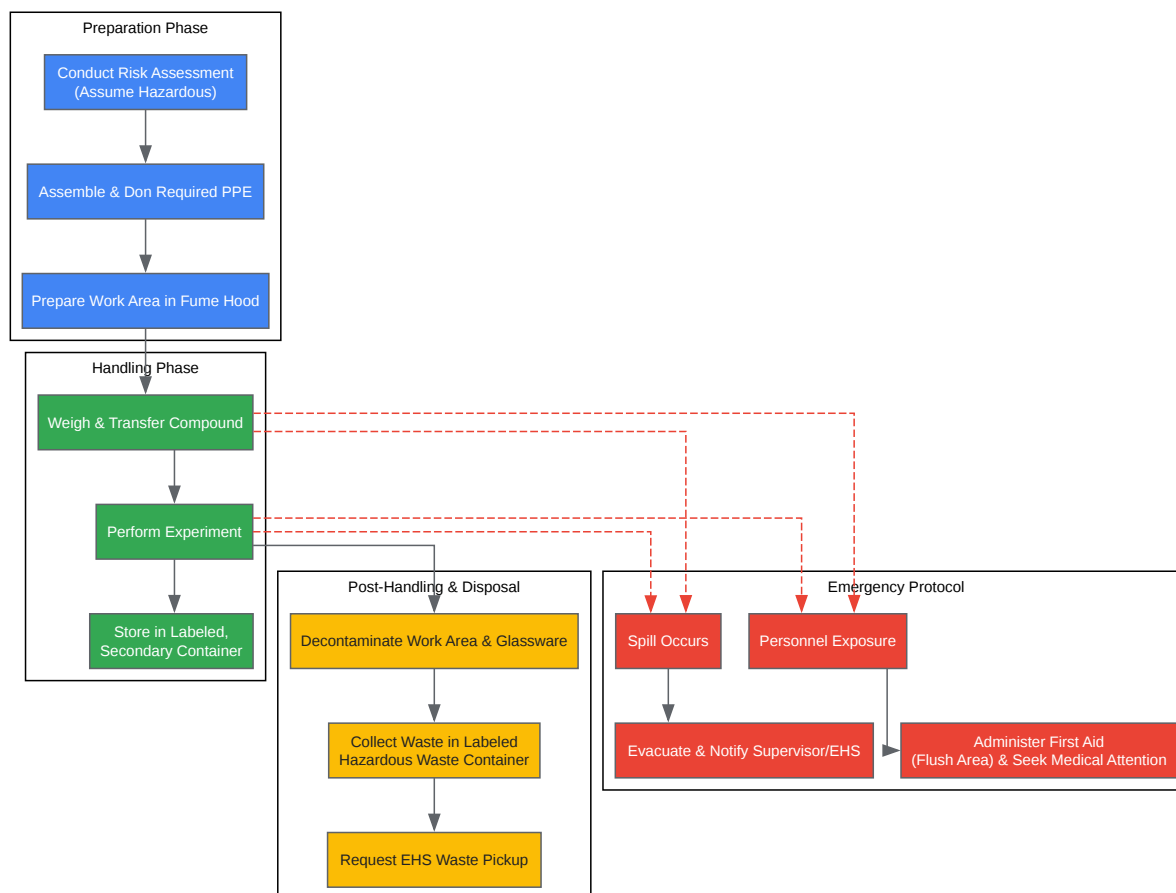 Preparation Phase
Conduct Risk Assessment
(Assume Hazardous)
Assemble & Don Required PPE
Prepare Work Area in Fume Hood
Handling Phase
Weigh & Transfer Compound
Perform Experiment
Store in Labeled,
Secondary Container
Post-Handling & Disposal
Decontaminate Work Area & Glassware
Collect Waste in Labeled
Hazardous Waste Container
Request EHS Waste Pickup
Emergency Protocol
Spill Occurs
Personnel Exposure
Evacuate & Notify Supervisor/EHS
Administer First Aid
(Flush Area) & Seek Medical Attention